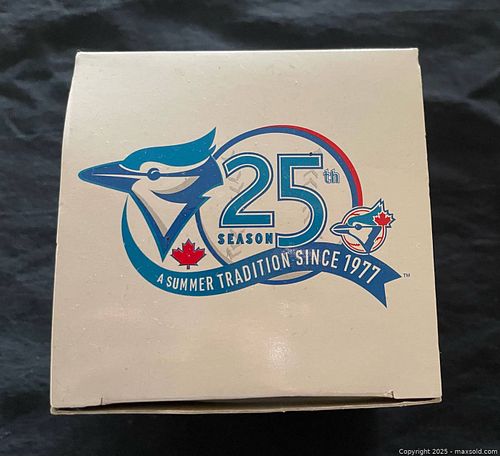 25th
SEASON
A SUMMER TRADITION SINCE 1977
TM
Copyright 2025 - maxsold.com